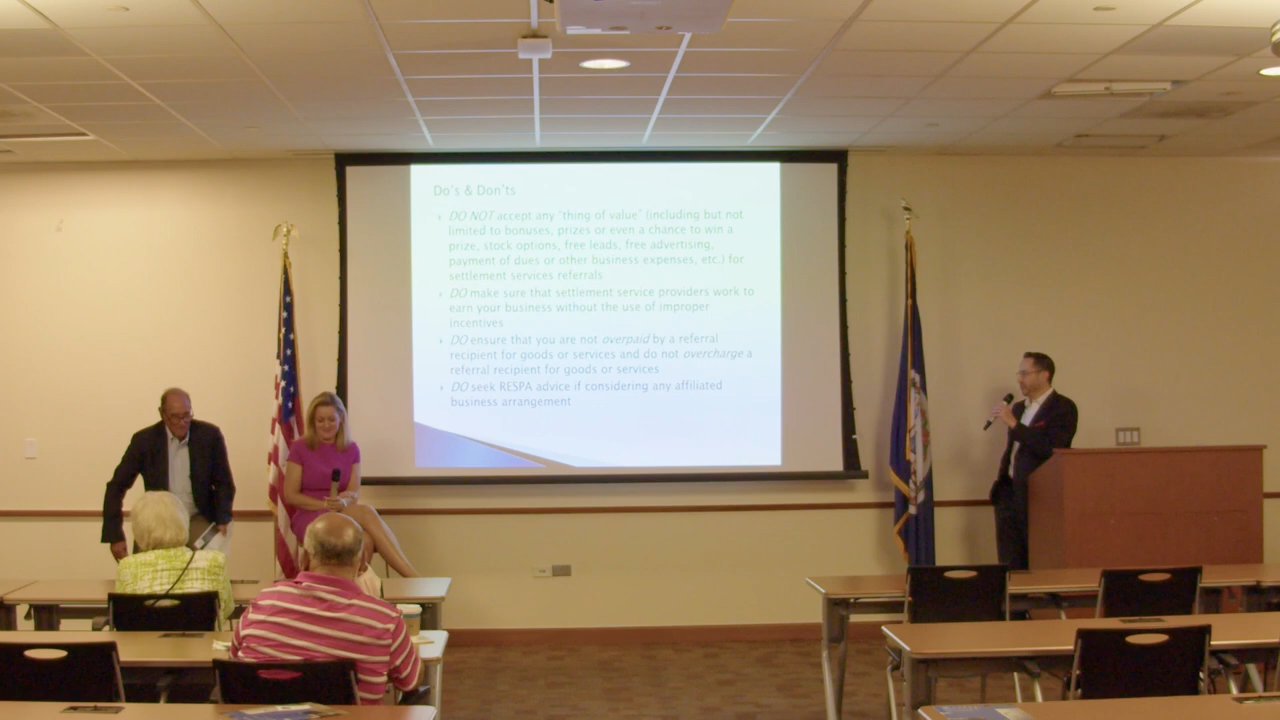 Do's & Don'ts
DO NOT accept any "thing of value" (including but not
limited to bonuses, prizes or even a chance to win a
prize, stock options, free leads, free advertising,
payment of dues or other business expenses, etc.) for
settlement services referrals
DO make sure that settlement service providers work to
earn your business without the use of improper
incentives
DO ensure that you are not overpaid by a referral
recipient for goods or services and do not overcharge a
referral recipient for goods or services
DO seek RESPA advice if considering any affiliated
business arrangement